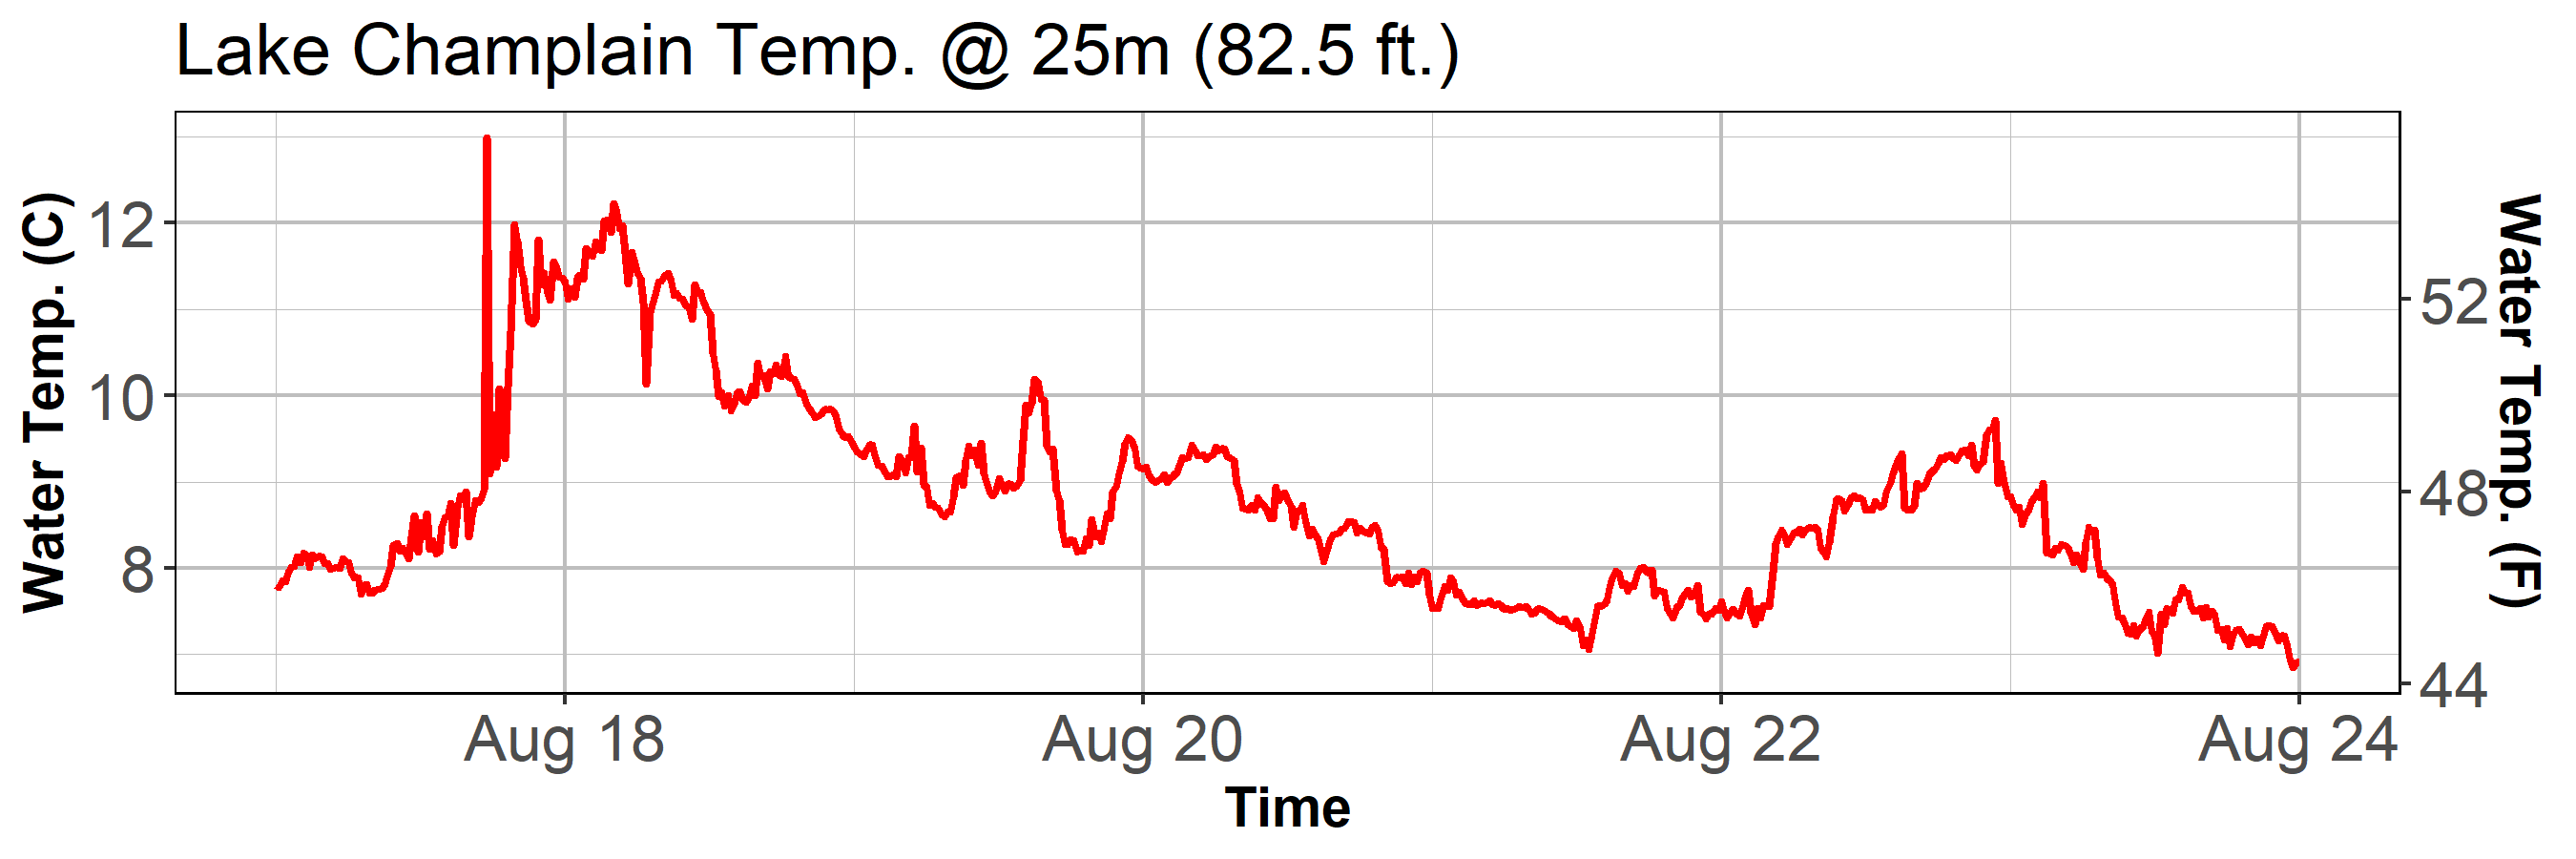 Lake Champlain Temp. @ 25m (82.5 ft.)
Water Temp. (C)
12
10
8
52
48
44
Water Temp. (F)
Aug 18
Aug 20
Aug 22
Aug 24
Time